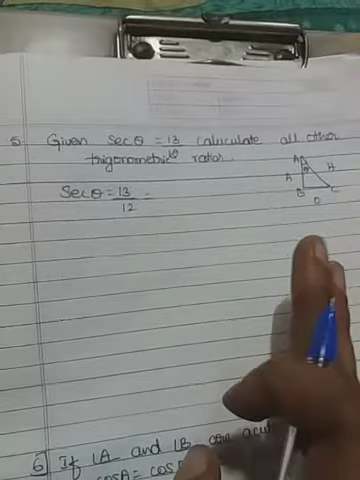 5. Given secθ = 13 calculate all other
12
trigonometric ratios.
Secθ = 13
12
A
θ
A H
B C
O
6 If ∠A and ∠B are acut
cosA = cos